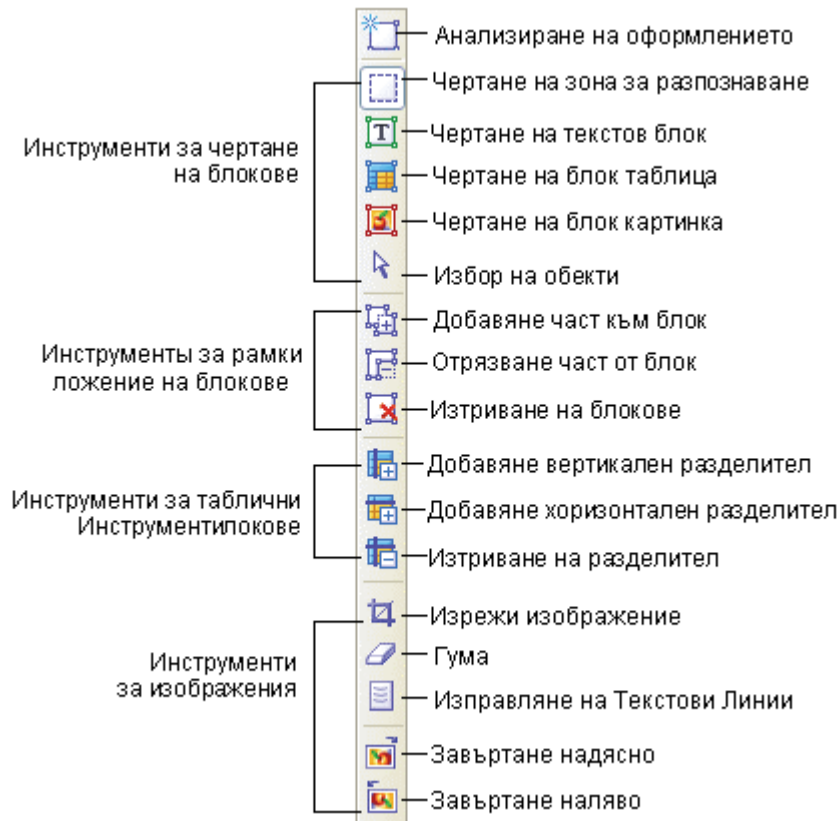 Анализиране на оформлението
Чертане на зона за разпознаване
Инструменти за чертане
на блокове
Чертане на текстов блок
Чертане на блок таблица
Чертане на блок картинка
Избор на обекти
Добавяне част към блок
Инструменты за рамки
ложение на блокове
Отрязване част от блок
Изтриване на блокове
Добавяне вертикален разделител
Инструменти за таблични
Инструментилокове
Добавяне хоризонтален разделител
Изтриване на разделител
Изрежи изображение
Гума
Инструменти
за изображения
Изправляне на Текстови Линии
Завъртане надясно
Завъртане наляво